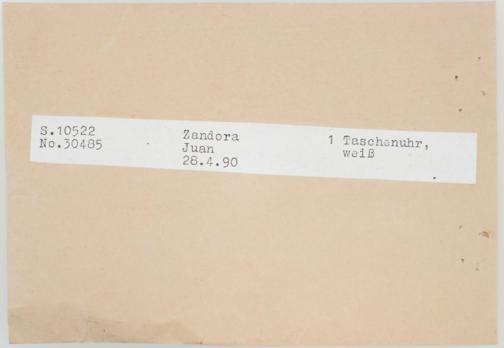 S.10522
No.30485
Zandora
Juan
28.4.90
1 Taschenuhr,
weiß